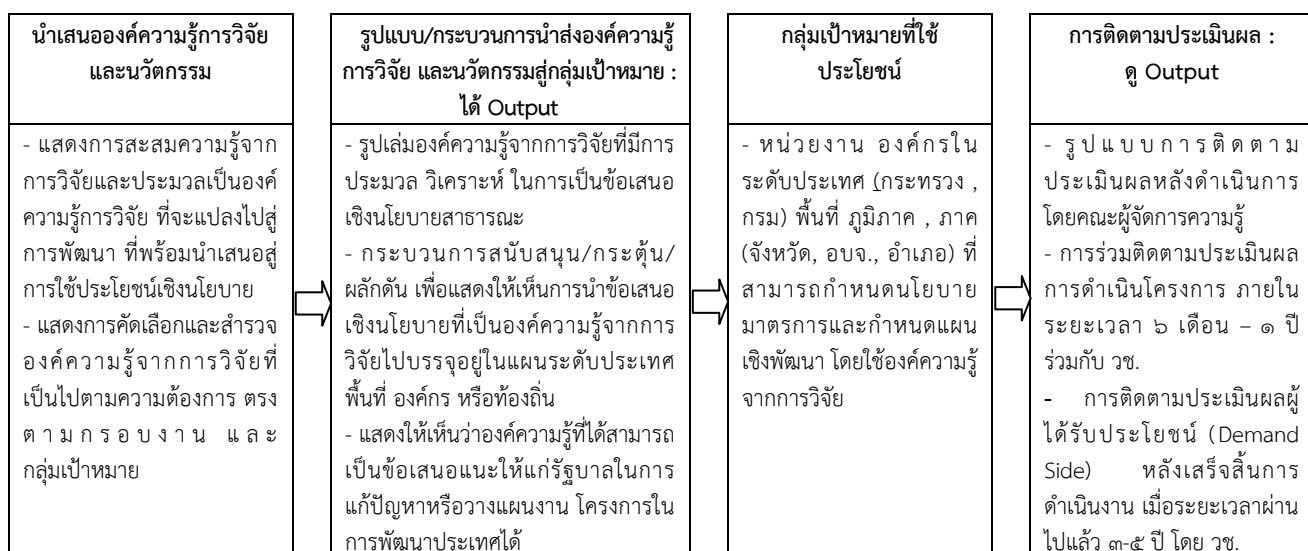 นำเสนอองค์ความรู้การวิจัย
และนวัตกรรม
- แสดงการสะสมความรู้จาก
การวิจัยและประมวลเป็นองค์
ความรู้การวิจัย ที่จะแปลงไปสู่
การพัฒนา ที่พร้อมนำเสนอสู่
การใช้ประโยชน์เชิงนโยบาย
- แสดงการคัดเลือกและสำรวจ
องค์ความรู้จากการวิจัยที่
เป็นไปตามความต้องการ ตรง
ตามกรอบงาน และ
กลุ่มเป้าหมาย
รูปแบบ/กระบวนการนำส่งองค์ความรู้
การวิจัย และนวัตกรรมสู่กลุ่มเป้าหมาย :
ได้ Output
- รูปเล่มองค์ความรู้จากการวิจัยที่มีการ
ประมวล วิเคราะห์ ในการเป็นข้อเสนอ
เชิงนโยบายสาธารณะ
- กระบวนการสนับสนุน/กระตุ้น/
ผลักดัน เพื่อแสดงให้เห็นการนำข้อเสนอ
เชิงนโยบายที่เป็นองค์ความรู้จากการ
วิจัยไปบรรจุอยู่ในแผนระดับประเทศ
พื้นที่ องค์กร หรือท้องถิ่น
- แสดงให้เห็นว่าองค์ความรู้ที่ได้สามารถ
เป็นข้อเสนอแนะให้แก่รัฐบาลในการ
แก้ปัญหาหรือวางแผนงาน โครงการใน
การพัฒนาประเทศได้
กลุ่มเป้าหมายที่ใช้
ประโยชน์
- หน่วยงาน องค์กรใน
ระดับประเทศ (กระทรวง ,
กรม) พื้นที่ ภูมิภาค , ภาค
(จังหวัด, อบจ., อำเภอ) ที่
สามารถกำหนดนโยบาย
มาตรการและกำหนดแผน
เชิงพัฒนา โดยใช้องค์ความรู้
จากการวิจัย
การติดตามประเมินผล :
ดู Output
- รูปแบบการติดตาม
ประเมินผลหลังดำเนินการ
โดยคณะผู้จัดการความรู้
- การร่วมติดตามประเมินผล
การดำเนินโครงการ ภายใน
ระยะเวลา ๖ เดือน – ๑ ปี
ร่วมกับ วช.
- การติดตามประเมินผลผู้
ได้รับประโยชน์ (Demand
Side) หลังเสร็จสิ้นการ
ดำเนินงาน เมื่อระยะเวลาผ่าน
ไปแล้ว ๓-๕ ปี โดย วช.